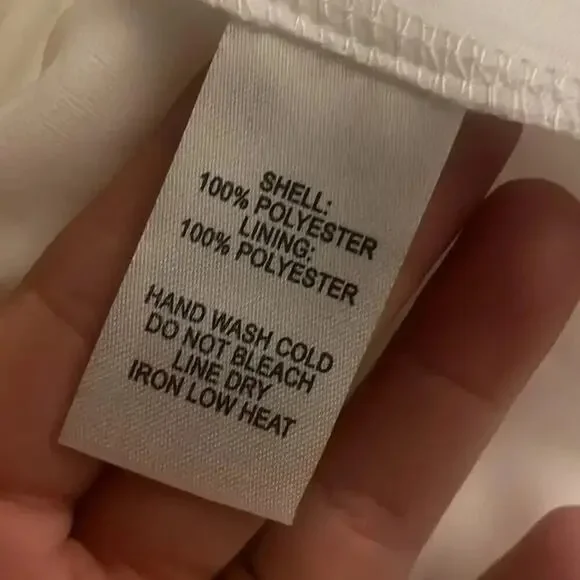 SHELL:
100% POLYESTER
LINING:
100% POLYESTER
HAND WASH COLD
DO NOT BLEACH
LINE DRY
IRON LOW HEAT